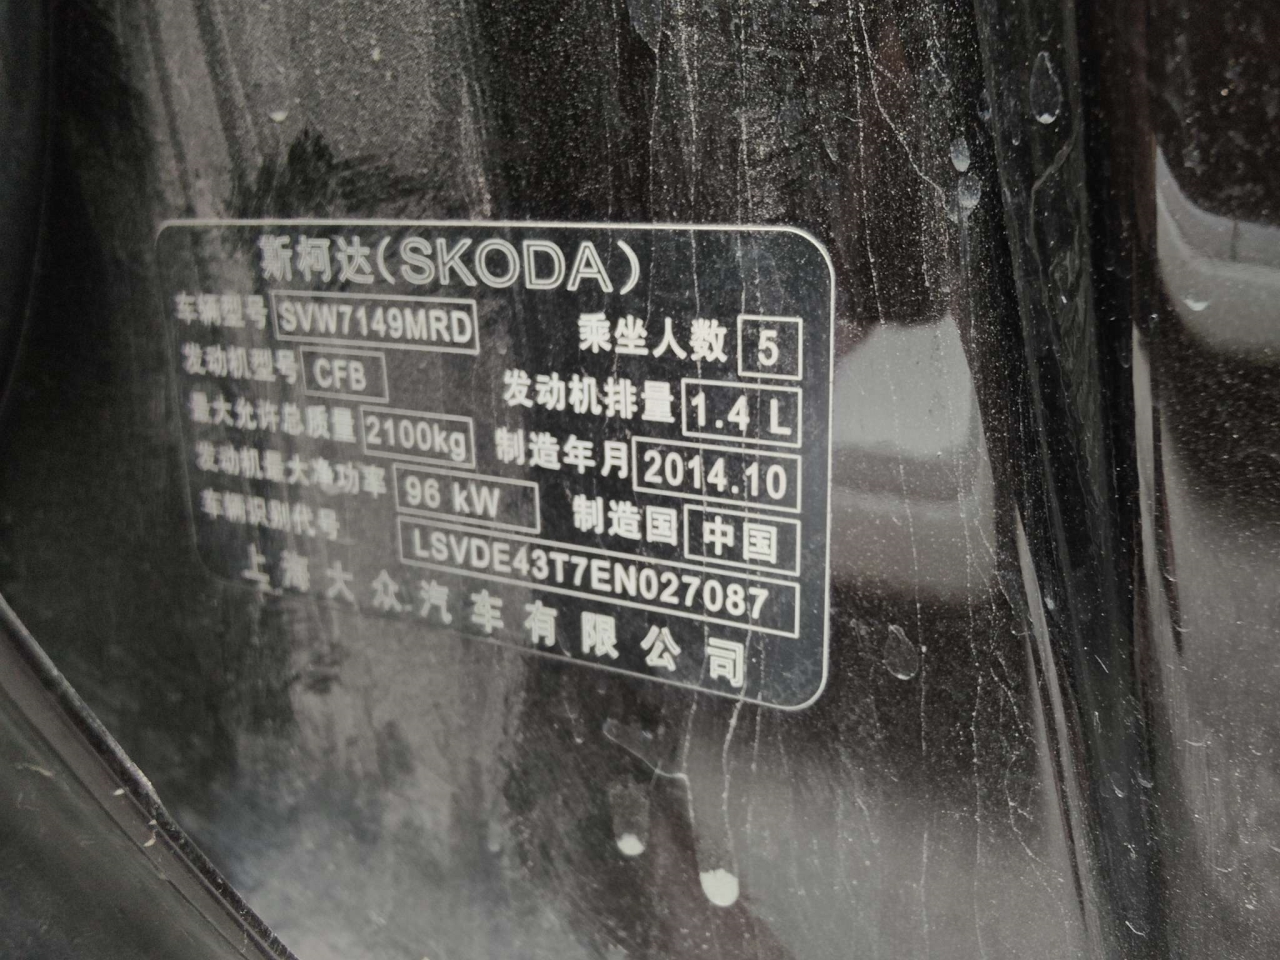 斯柯达(SKODA)
车辆型号 SVW7149MRD 乘坐人数 5
发动机型号 CFB 发动机排量 1.4 L
最大允许总质量 2100kg 制造年月 2014.10
发动机最大净功率 96 kW 制造国 中国
车辆识别代号 LSVDE43T7EN027087
上海大众汽车有限公司